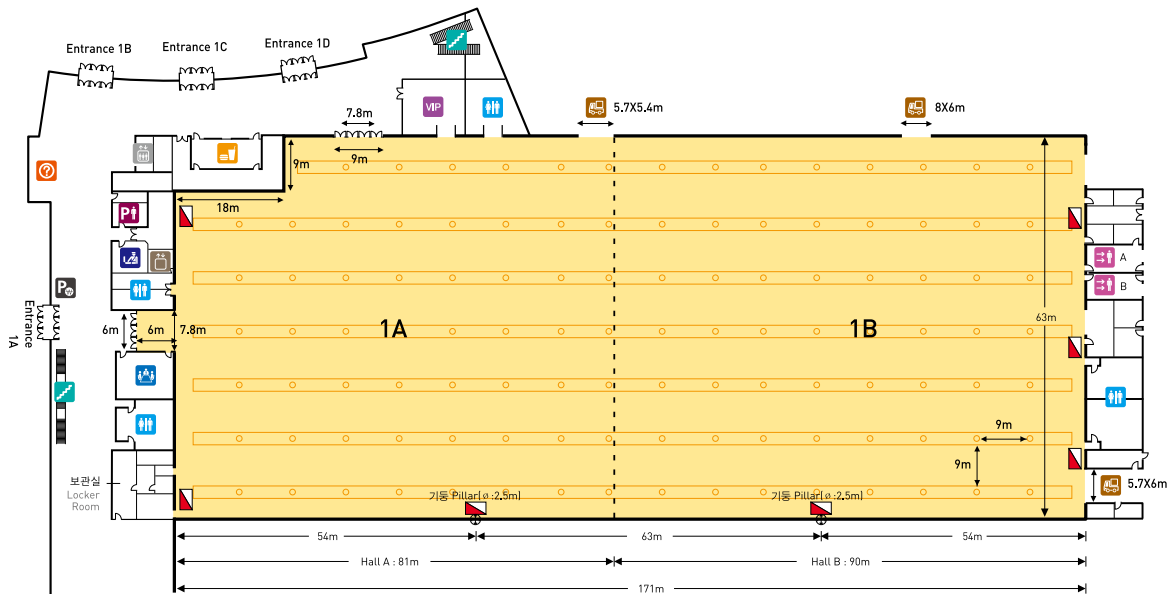 Entrance 1B
Entrance 1C
Entrance 1D
VIP
7.8m
9m
5.7X5.4m
8X6m
?
9m
18m
P
P
A
B
Entrance
1A
6m
6m
7.8m
1A
1B
63m
9m
9m
보관실
Locker
Room
기둥 Pillar(ø :2.5m)
기둥 Pillar(ø :2.5m)
5.7X6m
54m
63m
54m
Hall A : 81m
Hall B : 90m
171m